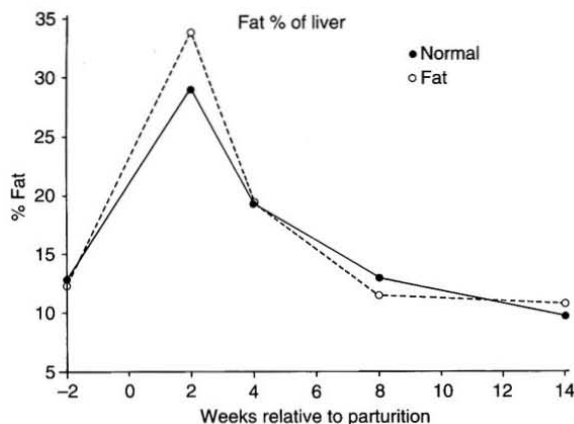 Fat % of liver
Normal
Fat
% Fat
35
30
25
20
15
10
5
−2 0 2 4 6 8 10 12 14
Weeks relative to parturition